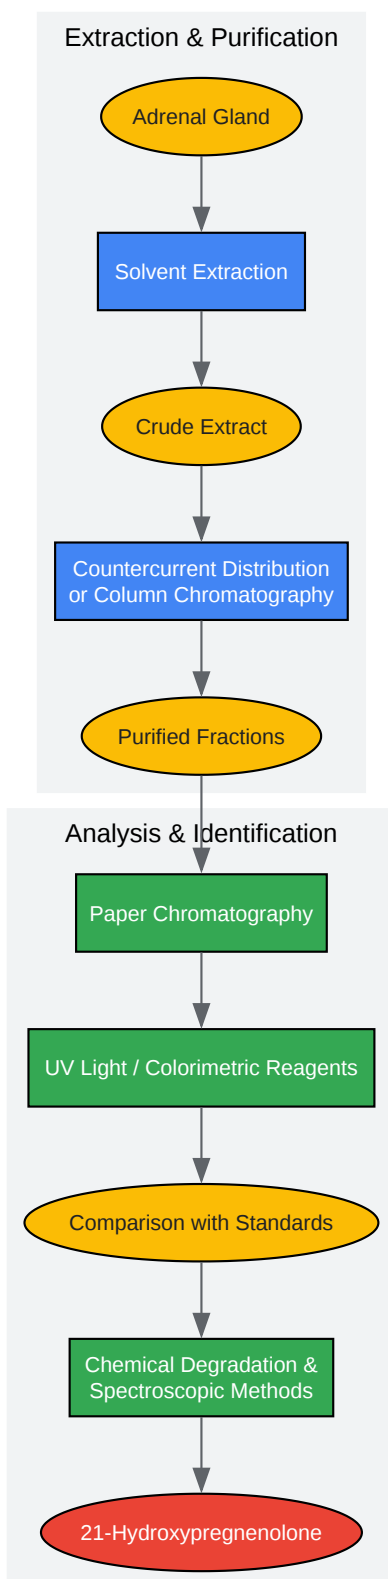 Extraction & Purification
Adrenal Gland
Solvent Extraction
Crude Extract
Countercurrent Distribution
or Column Chromatography
Purified Fractions
Analysis & Identification
Paper Chromatography
UV Light / Colorimetric Reagents
Comparison with Standards
Chemical Degradation &
Spectroscopic Methods
21-Hydroxypregnenolone